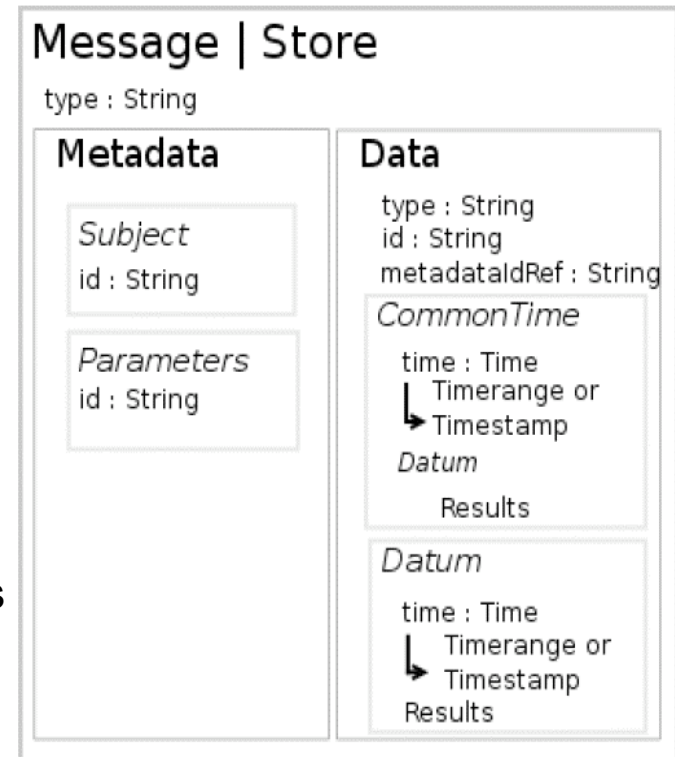 Message | Store
type : String
Metadata
Subject
id : String
Parameters
id : String
Data
type : String
id : String
metadataIdRef : String
CommonTime
time : Time
Timerange or
Timestamp
Datum
Results
Datum
time : Time
Timerange or
Timestamp
Results
s